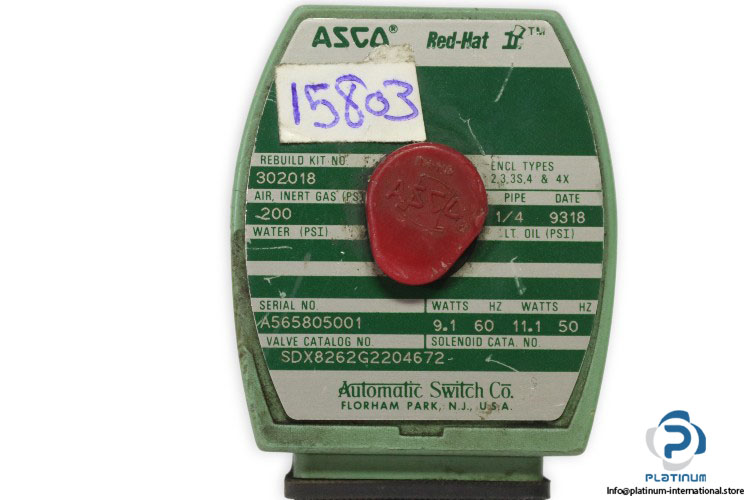 ASCO® Red-Hat II™
15803
REBUILD KIT NO. ENCL TYPES
302018 2,3,3S,4 & 4X
AIR, INERT GAS (PSI PIPE DATE
200 1/4 9318
WATER (PSI) LT OIL (PSI)
ASCO
SERIAL NO. WATTS HZ WATTS HZ
A565805001 9.1 60 11.1 50
VALVE CATALOG NO. SOLENOID CATA. NO.
SDX8262G2204672
Automatic Switch Co.
FLORHAM PARK, N.J., U.S.A.
PLATINUM
Info@platinum-international.store